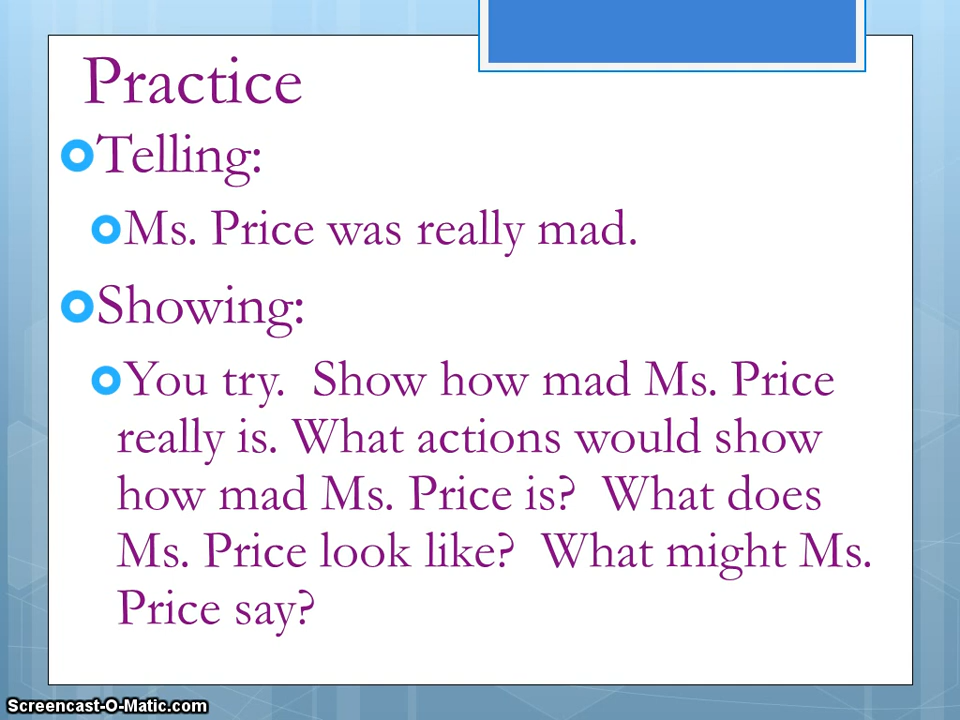 Practice
Telling:
Ms. Price was really mad.
Showing:
You try.  Show how mad Ms. Price
really is. What actions would show
how mad Ms. Price is?  What does
Ms. Price look like?  What might Ms.
Price say?
Screencast-O-Matic.com